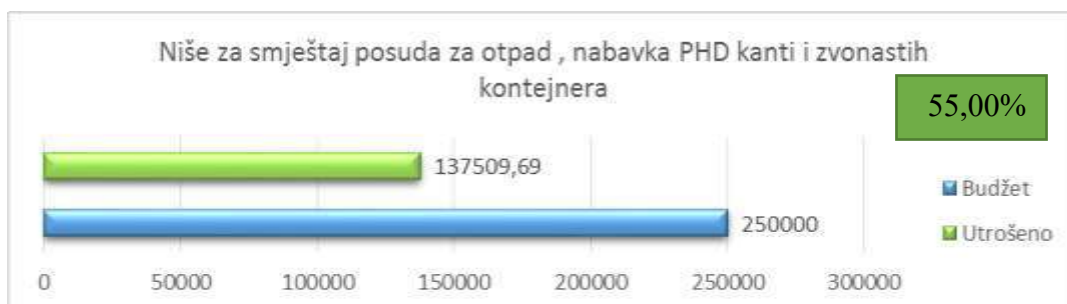 Niše za smještaj posuda za otpad , nabavka PHD kanti i zvonastih
kontejnera
55,00%
137509,69
250000
Budžet
Utrošeno
0 50000 100000 150000 200000 250000 300000